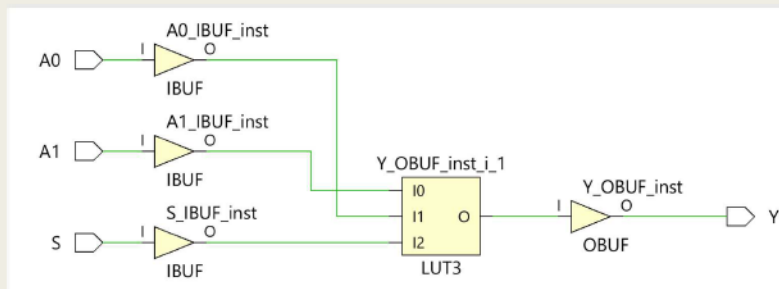 A0_IBUF_inst
A0 I O
IBUF
A1_IBUF_inst
A1 I O
IBUF
Y_OBUF_inst_i_1
S_IBUF_inst
S I O
IBUF
I0
I1 O
I2
LUT3
Y_OBUF_inst
I O Y
OBUF